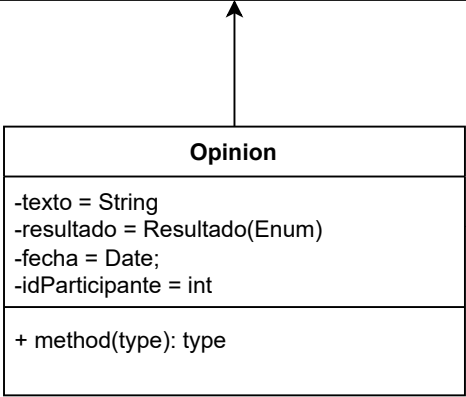 Opinion
-texto = String
-resultado = Resultado(Enum)
-fecha = Date;
-idParticipante = int
+ method(type): type